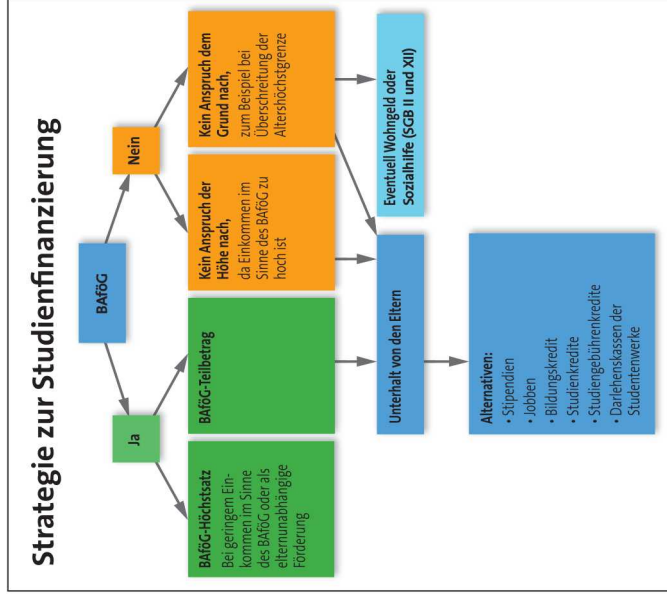 Strategie zur Studienfinanzierung
BAföG
Ja
Nein
BAföG-Höchstsatz
Bei geringem Ein-
kommen im Sinne
des BAföG oder als
elternunabhängige
Förderung
BAföG-Teilbetrag
Kein Anspruch der
Höhe nach,
da Einkommen im
Sinne des BAföG zu
hoch ist
Kein Anspruch dem
Grund nach,
zum Beispiel bei
Überschreitung der
Altershöchstgrenze
Unterhalt von den Eltern
Eventuell Wohngeld oder
Sozialhilfe (SGB II und XII)
Alternativen:
• Stipendien
• Jobben
• Bildungskredit
• Studienkredite
• Studiengebührenkredite
• Darlehenskassen der
Studentenwerke